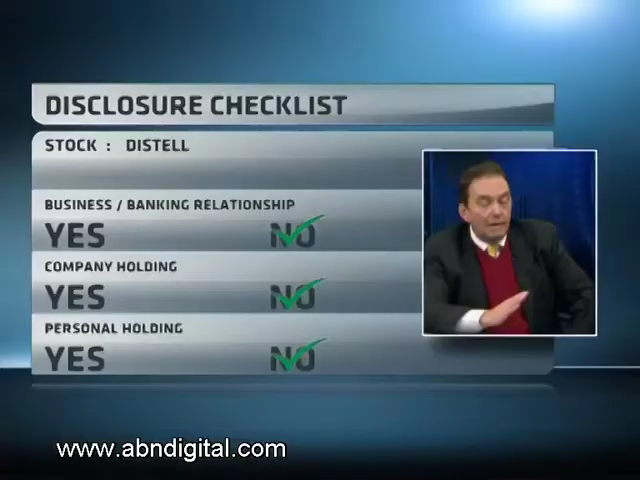 DISCLOSURE CHECKLIST
STOCK : DISTELL
BUSINESS / BANKING RELATIONSHIP
YES NO
COMPANY HOLDING
YES NO
PERSONAL HOLDING
YES NO
www.abndigital.com